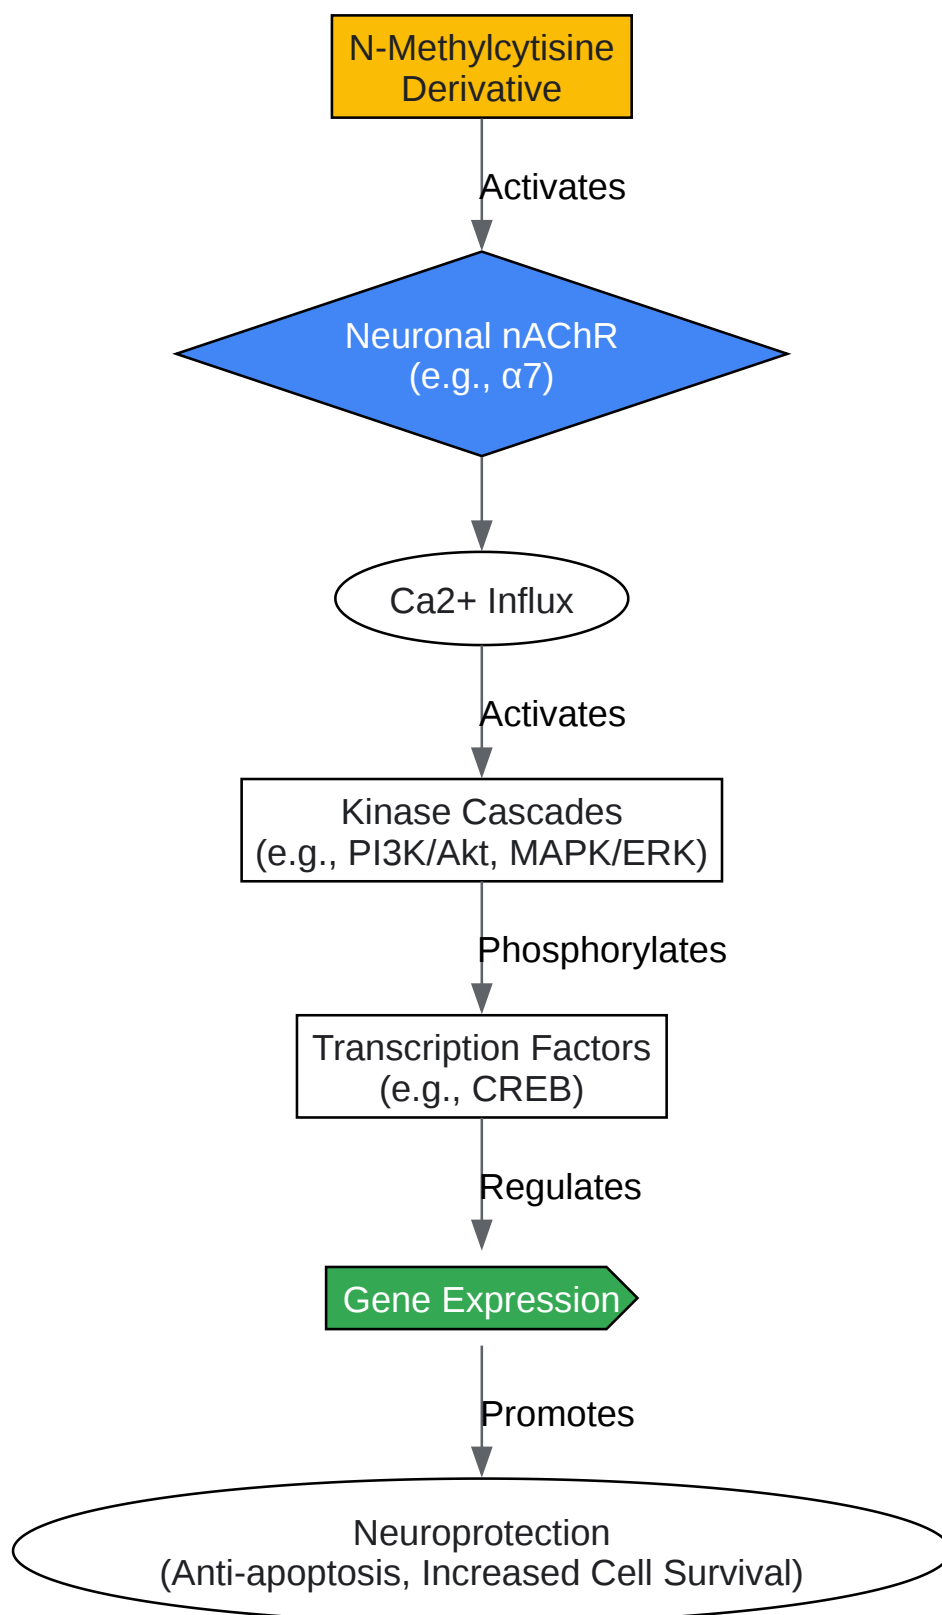 N-Methylcytisine
Derivative
Activates
Neuronal nAChR
(e.g., α7)
Ca2+ Influx
Activates
Kinase Cascades
(e.g., PI3K/Akt, MAPK/ERK)
Phosphorylates
Transcription Factors
(e.g., CREB)
Regulates
Gene Expression
Promotes
Neuroprotection
(Anti-apoptosis, Increased Cell Survival)